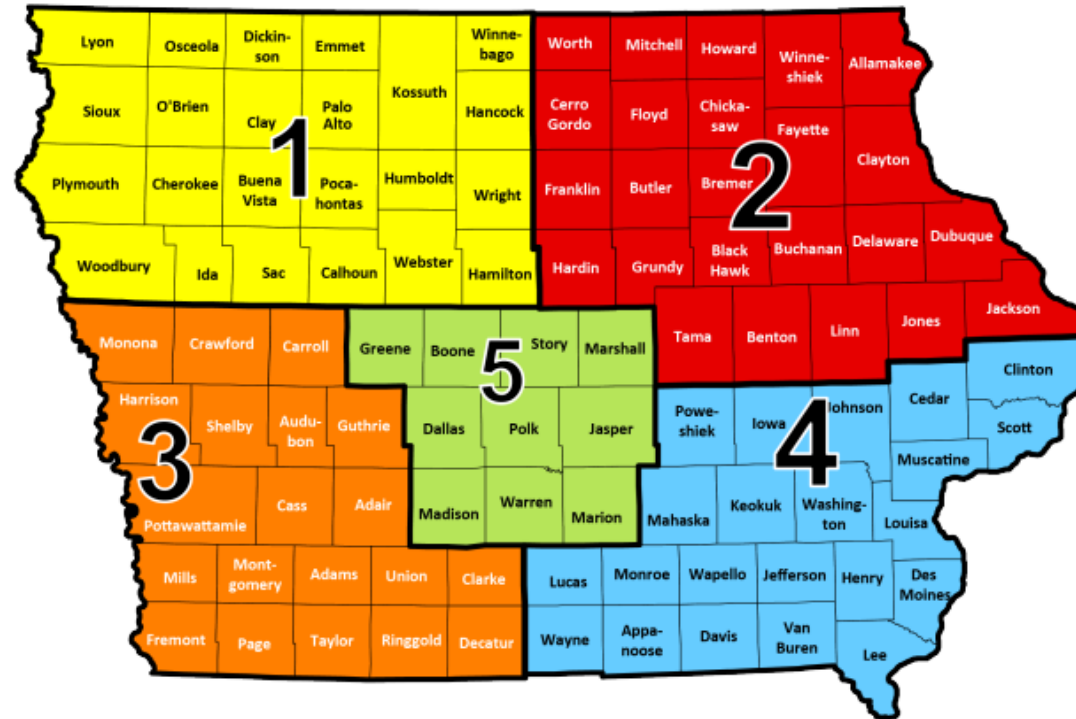 Lyon
Osceola
Dickin-
son
Emmet
Winne-
bago
Kossuth
Sioux
O'Brien
Clay
Palo
Alto
Hancock
1
Plymouth
Cherokee
Buena
Vista
Poca-
hontas
Humboldt
Wright
Woodbury
Ida
Sac
Calhoun
Webster
Hamilton
Worth
Mitchell
Howard
Winne-
shiek
Allamakee
Cerro
Gordo
Floyd
Chicka-
saw
Fayette
Clayton
2
Franklin
Butler
Bremer
Hardin
Grundy
Black
Hawk
Buchanan
Delaware
Dubuque
Tama
Benton
Linn
Jones
Jackson
Monona
Crawford
Carroll
Harrison
Shelby
Audu-
bon
Guthrie
3
Pottawattamie
Cass
Adair
Mills
Mont-
gomery
Adams
Union
Clarke
Fremont
Page
Taylor
Ringgold
Decatur
Greene
Boone
Story
Marshall
5
Dallas
Polk
Jasper
Madison
Warren
Marion
Powe-
shiek
Iowa
Johnson
Cedar
Clinton
Scott
4
Muscatine
Mahaska
Keokuk
Washing-
ton
Louisa
Lucas
Monroe
Wapello
Jefferson
Henry
Des
Moines
Wayne
Appa-
noose
Davis
Van
Buren
Lee